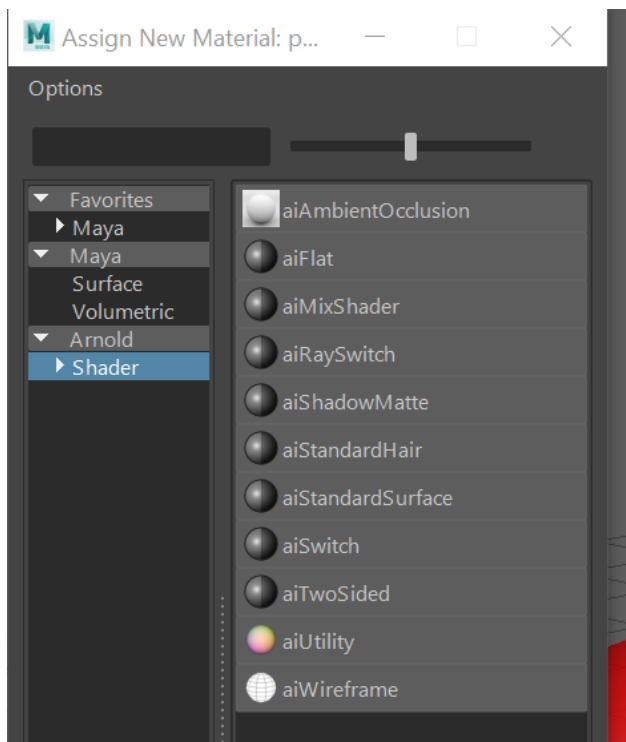 Assign New Material: p...
Options
Favorites
Maya
Maya
Surface
Volumetric
Arnold
Shader
aiAmbientOcclusion
aiFlat
aiMixShader
aiRaySwitch
aiShadowMatte
aiStandardHair
aiStandardSurface
aiSwitch
aiTwoSided
aiUtility
aiWireframe